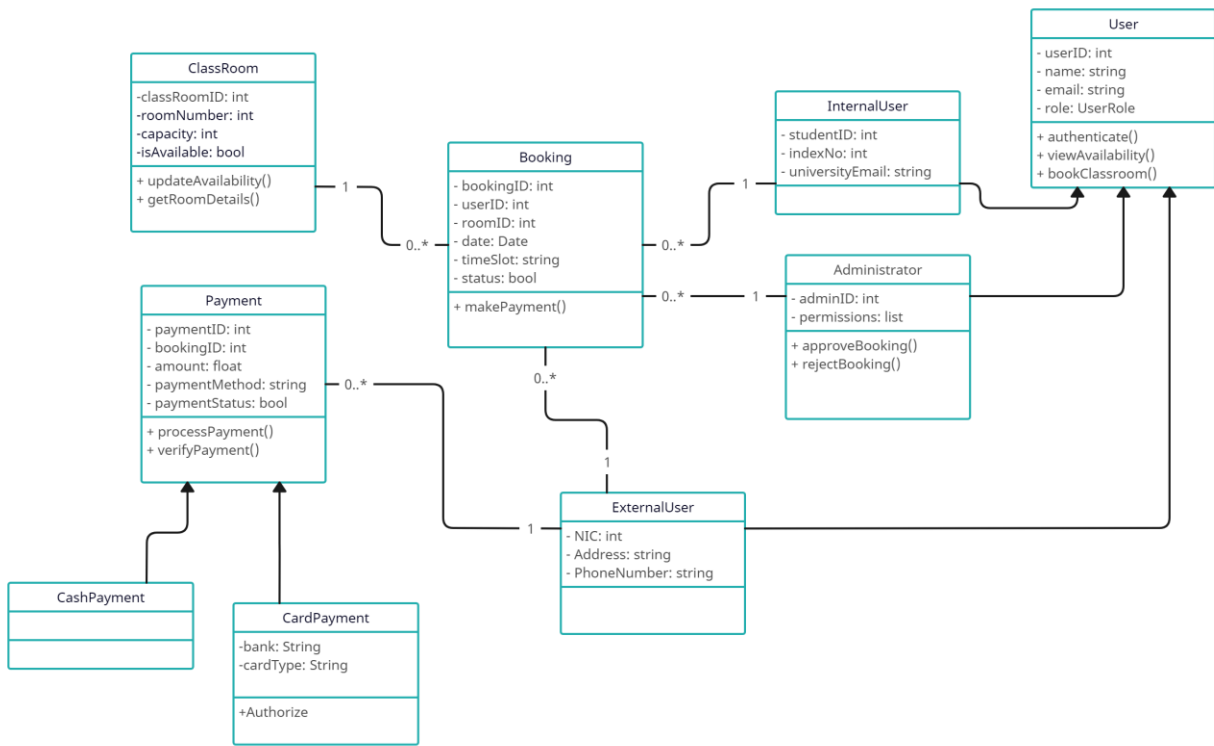 User
- userID: int
- name: string
- email: string
- role: UserRole
+ authenticate()
+ viewAvailability()
+ bookClassroom()
ClassRoom
-classRoomID: int
-roomNumber: int
-capacity: int
-isAvailable: bool
+ updateAvailability()
+ getRoomDetails()
1
0..*
Booking
- bookingID: int
- userID: int
- roomID: int
- date: Date
- timeSlot: string
- status: bool
+ makePayment()
InternalUser
- studentID: int
- indexNo: int
- universityEmail: string
1
0..*
Administrator
- adminID: int
- permissions: list
+ approveBooking()
+ rejectBooking()
0..*
1
Payment
- paymentID: int
- bookingID: int
- amount: float
- paymentMethod: string
- paymentStatus: bool
+ processPayment()
+ verifyPayment()
0..*
1
0..*
1
ExternalUser
- NIC: int
- Address: string
- PhoneNumber: string
CashPayment
CardPayment
-bank: String
-cardType: String
+Authorize